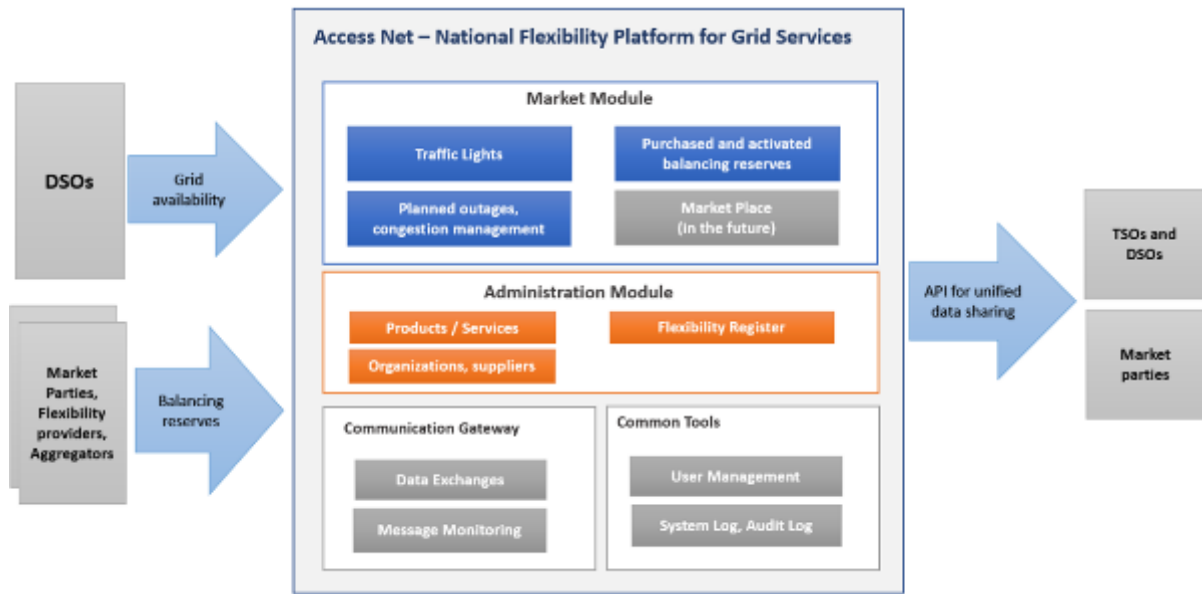 Access Net – National Flexibility Platform for Grid Services
DSOs
Grid
availability
Market
Parties,
Flexibility
providers,
Aggregators
Balancing
reserves
Market Module
Traffic Lights
Purchased and activated
balancing reserves
Planned outages,
congestion management
Market Place
(in the future)
Administration Module
Products / Services
Flexibility Register
Organizations, suppliers
Communication Gateway
Data Exchanges
Message Monitoring
Common Tools
User Management
System Log, Audit Log
API for unified
data sharing
TSOs and
DSOs
Market
parties